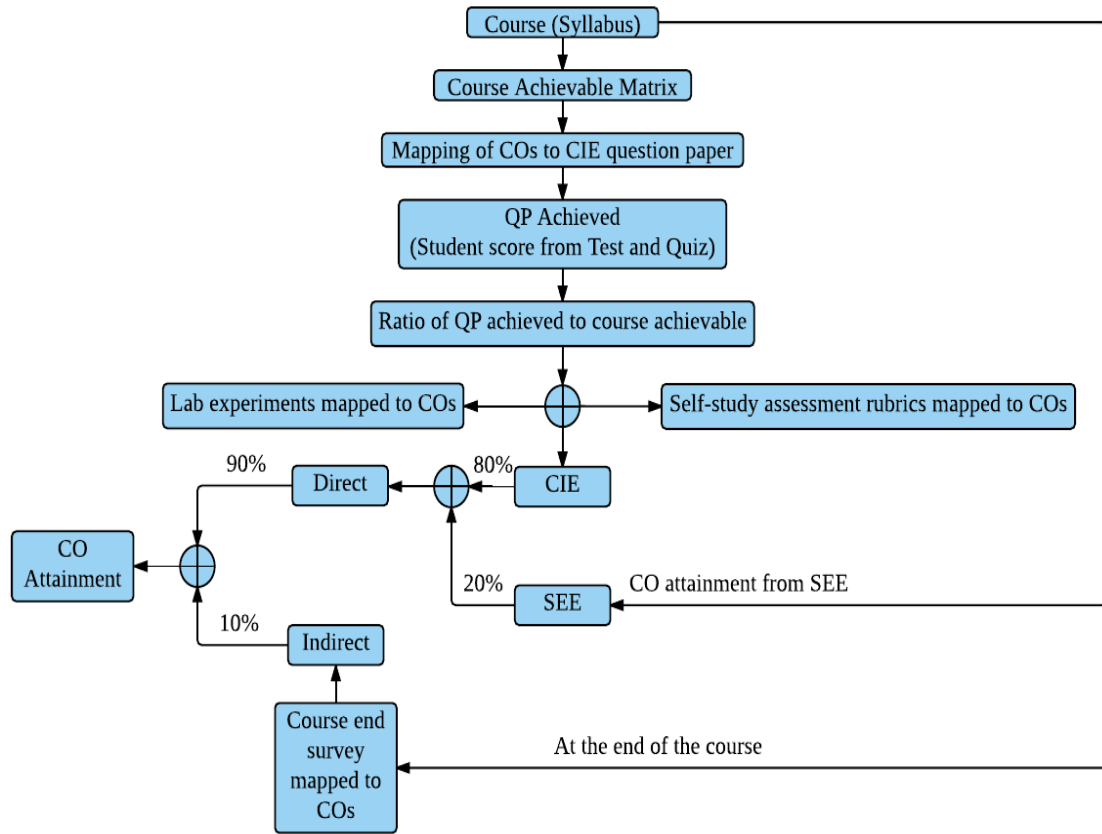 Course (Syllabus)
Course Achievable Matrix
Mapping of COs to CIE question paper
QP Achieved
(Student score from Test and Quiz)
Ratio of QP achieved to course achievable
Lab experiments mapped to COs
Self-study assessment rubrics mapped to COs
90%
Direct
80%
CIE
CO
Attainment
20%
SEE
CO attainment from SEE
10%
Indirect
Course end
survey
mapped to
COs
At the end of the course